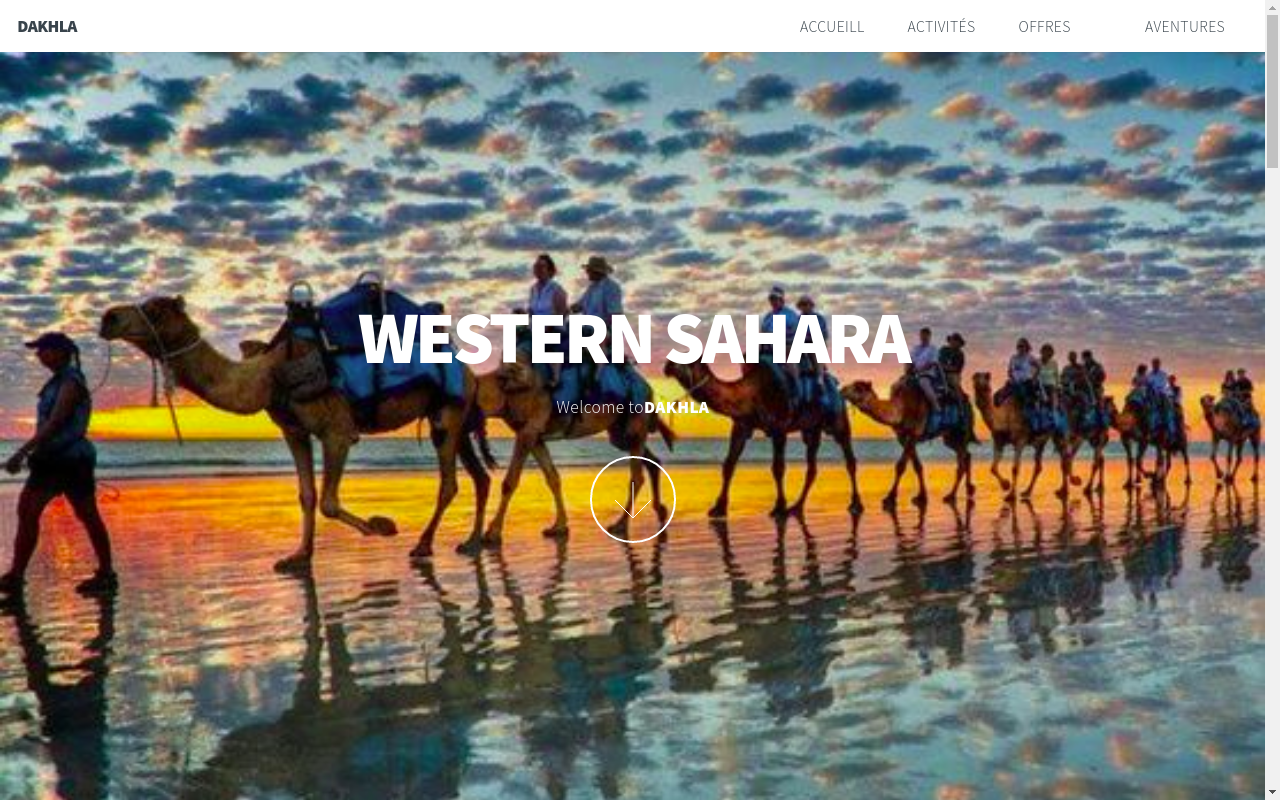 DAKHLA
ACCUEILL ACTIVITÉS OFFRES AVENTURES
WESTERN SAHARA
Welcome toDAKHLA